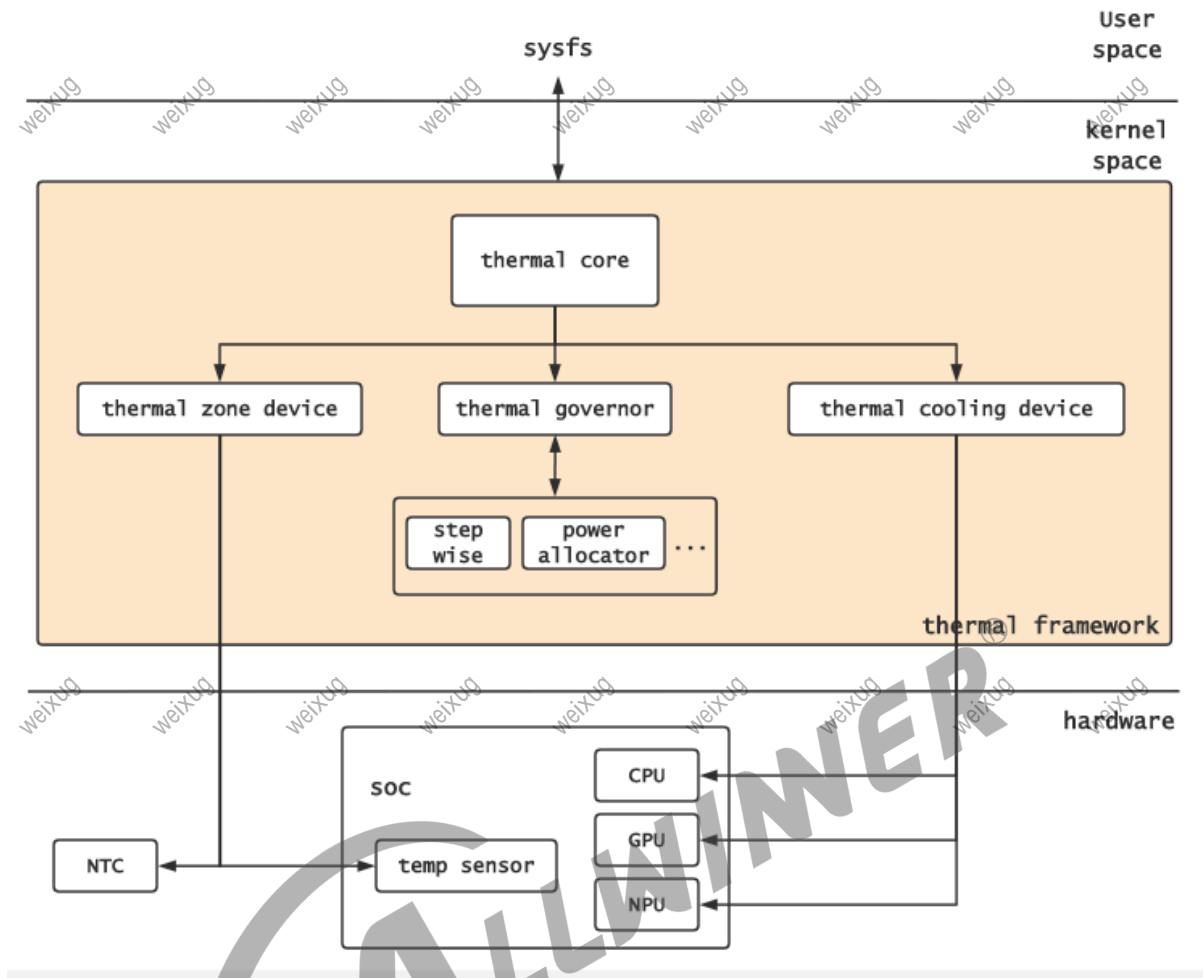 User
space
sysfs
weixug weixug weixug weixug weixug weixug weixug weixug weixug
kernel
space
thermal core
thermal zone device
thermal governor
thermal cooling device
step
wise
power
allocator
...
thermal framework
weixug weixug weixug weixug weixug weixug weixug weixug weixug
hardware
ALLWINNER®
soc
CPU
GPU
NTC
temp sensor
NPU